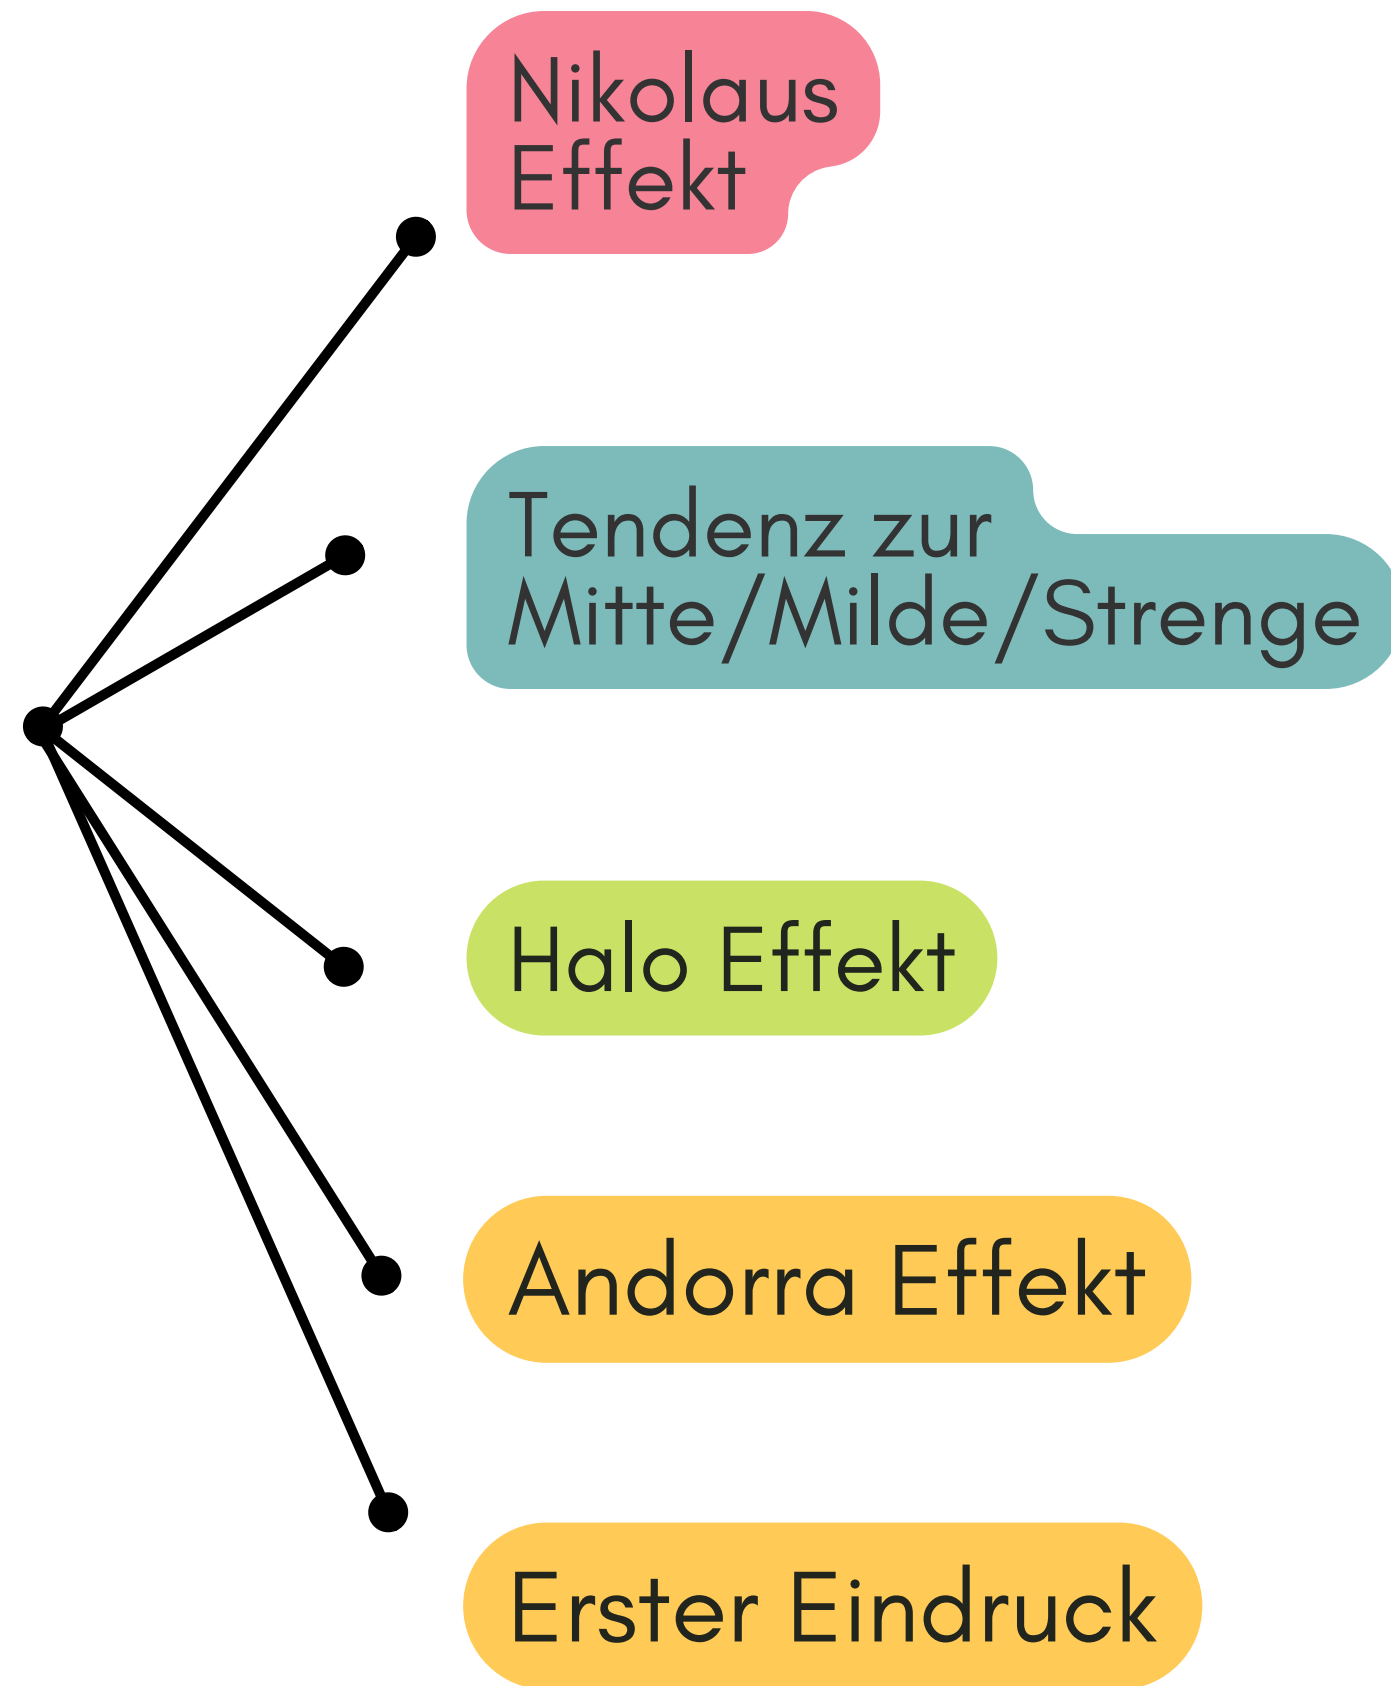 Nikolaus
Effekt
Tendenz zur
Mitte/Milde/Strenge
Halo Effekt
Andorra Effekt
Erster Eindruck